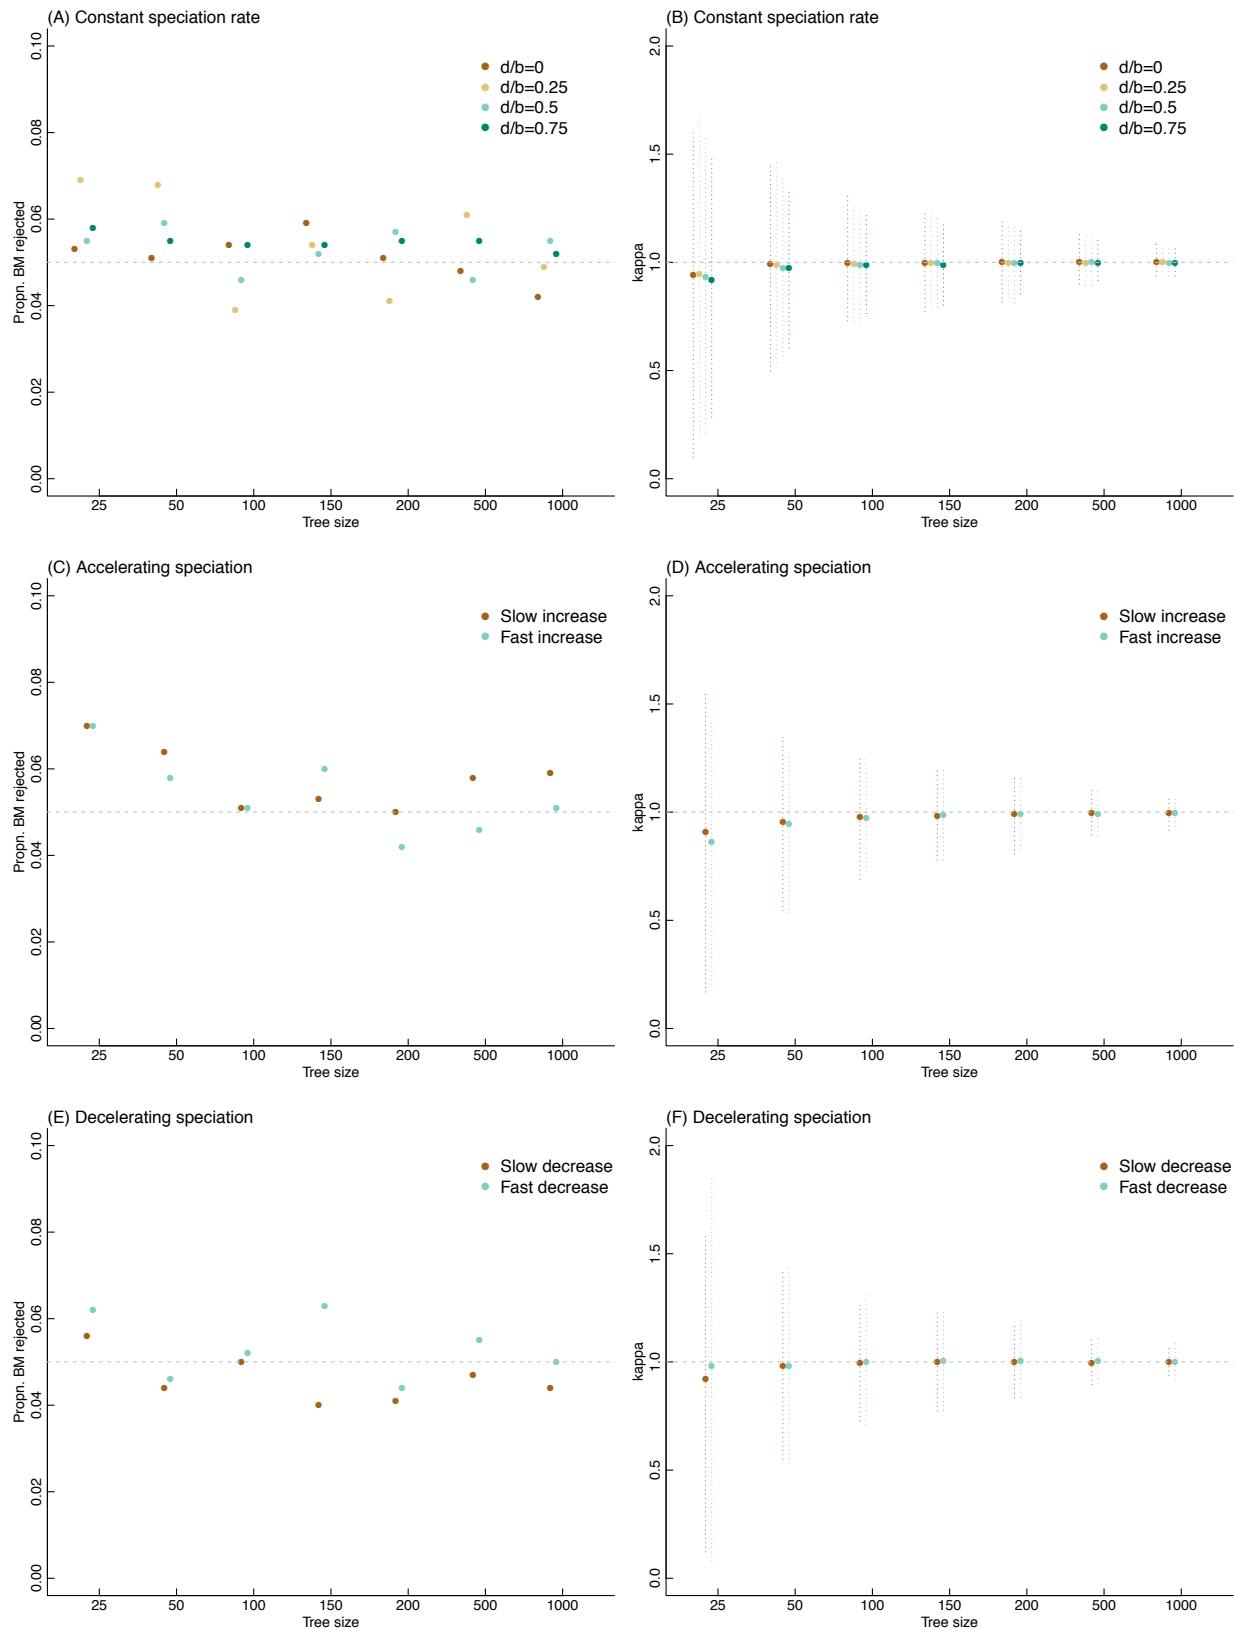 (A) Constant speciation rate
Propn. BM rejected
0.10
0.08
0.06
0.04
0.02
0.00
d/b=0
d/b=0.25
d/b=0.5
d/b=0.75
25 50 100 150 200 500 1000
Tree size
(B) Constant speciation rate
kappa
2.0
1.5
1.0
0.5
0.0
d/b=0
d/b=0.25
d/b=0.5
d/b=0.75
25 50 100 150 200 500 1000
Tree size
(C) Accelerating speciation
Propn. BM rejected
0.10
0.08
0.06
0.04
0.02
0.00
Slow increase
Fast increase
25 50 100 150 200 500 1000
Tree size
(D) Accelerating speciation
kappa
2.0
1.5
1.0
0.5
0.0
Slow increase
Fast increase
25 50 100 150 200 500 1000
Tree size
(E) Decelerating speciation
Propn. BM rejected
0.10
0.08
0.06
0.04
0.02
0.00
Slow decrease
Fast decrease
25 50 100 150 200 500 1000
Tree size
(F) Decelerating speciation
kappa
2.0
1.5
1.0
0.5
0.0
Slow decrease
Fast decrease
25 50 100 150 200 500 1000
Tree size